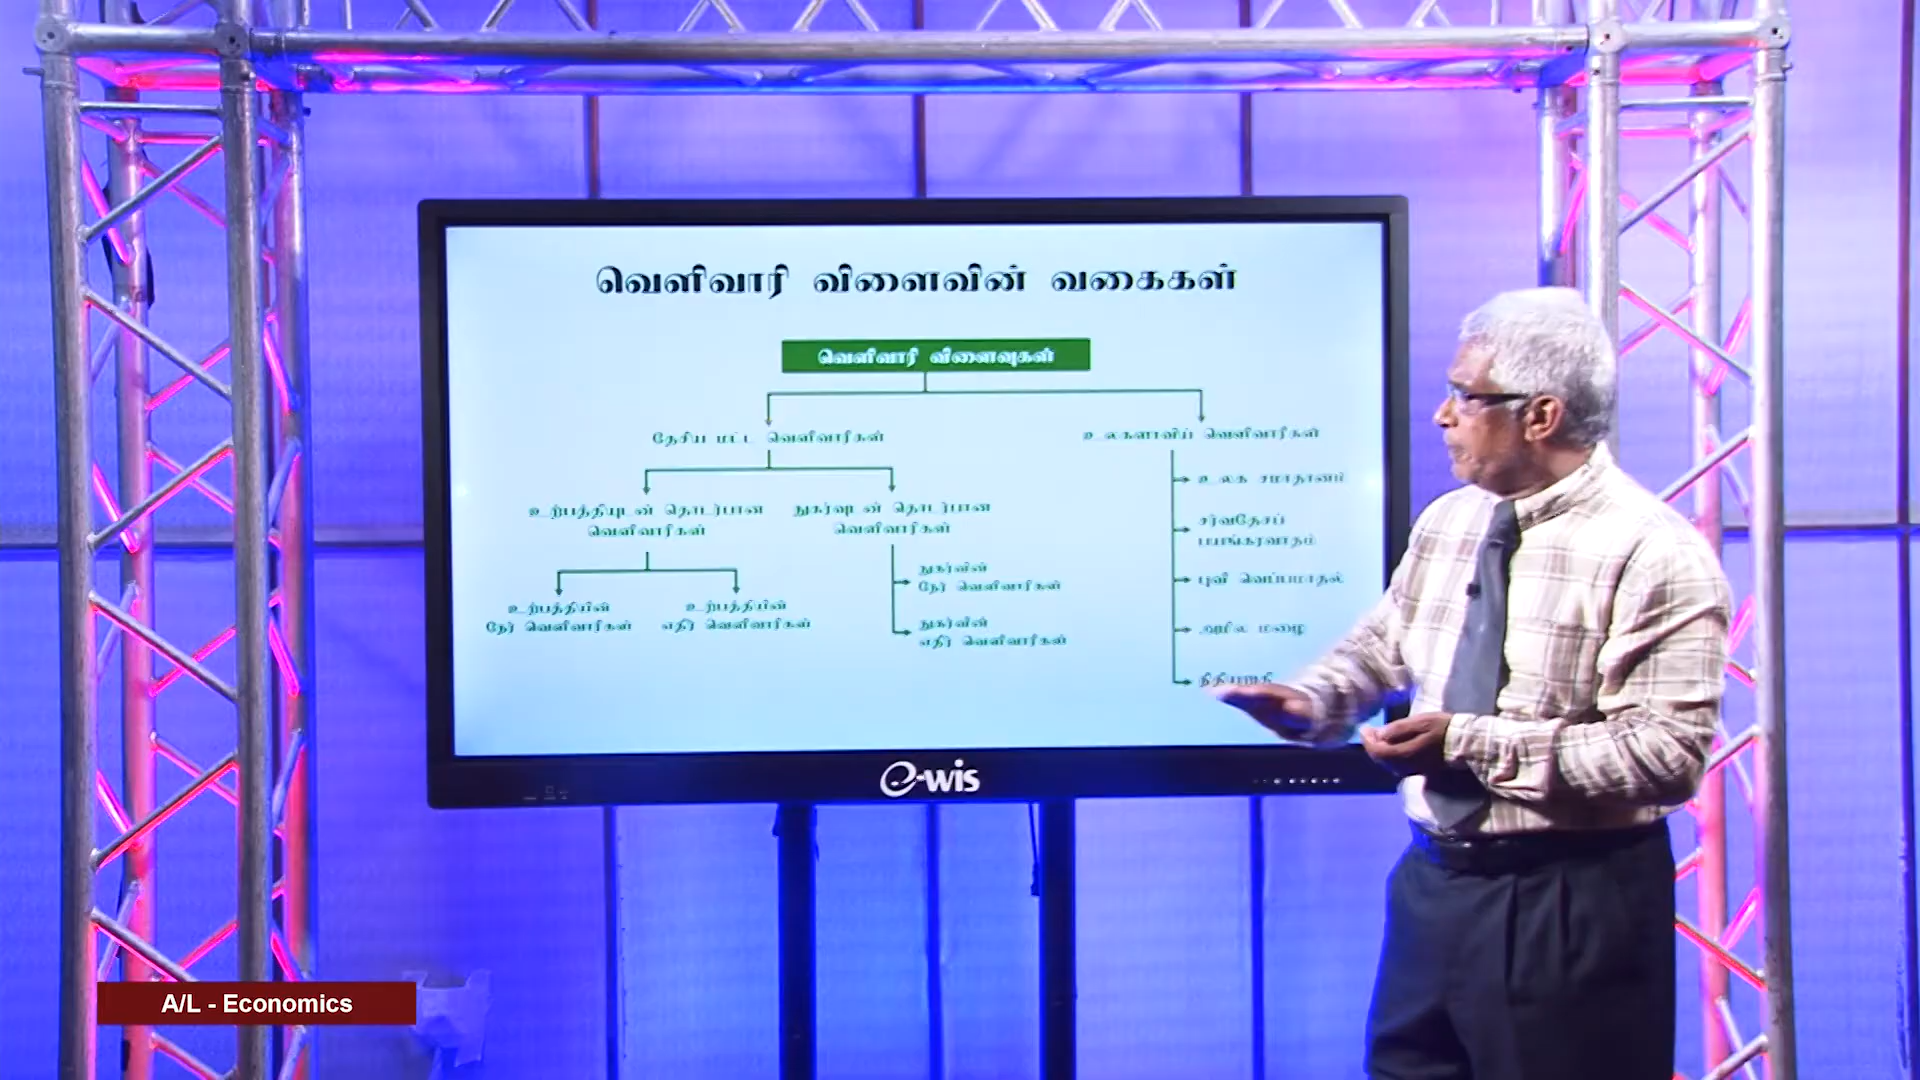 வெளிவாரி விளைவின் வகைகள்
வெளிவாரி விளைவுகள்
தேசிய மட்ட வெளிவாரிகள்
உலகளாவிய வெளிவாரிகள்
உற்பத்தியுடன் தொடர்பான
வெளிவாரிகள்
நுகர்வுடன் தொடர்பான
வெளிவாரிகள்
உற்பத்தியின்
நேர் வெளிவாரிகள்
உற்பத்தியின்
எதிர் வெளிவாரிகள்
நுகர்வின்
நேர் வெளிவாரிகள்
நுகர்வின்
எதிர் வெளிவாரிகள்
உலக சமாதானம்
சர்வதேசப்
பயங்கரவாதம்
புவி வெப்பமாதல்
அமில மழை
e-wis
A/L - Economics